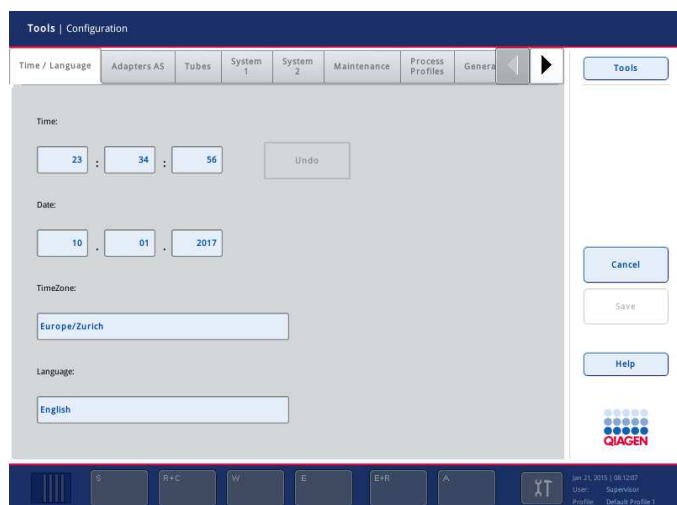 Tools | Configuration
Time / Language
Adapters AS
Tubes
System
1
System
2
Maintenance
Process
Profiles
Genera
Tools
Time:
23 : 34 : 56
Undo
Date:
10 . 01 . 2017
Cancel
TimeZone:
Save
Europe/Zurich
Help
Language:
English
QIAGEN
S
R+C
W
E
E+R
A
Jan 21, 2015 | 08:12:07
User: Supervisor
Profile: Default Profile 1